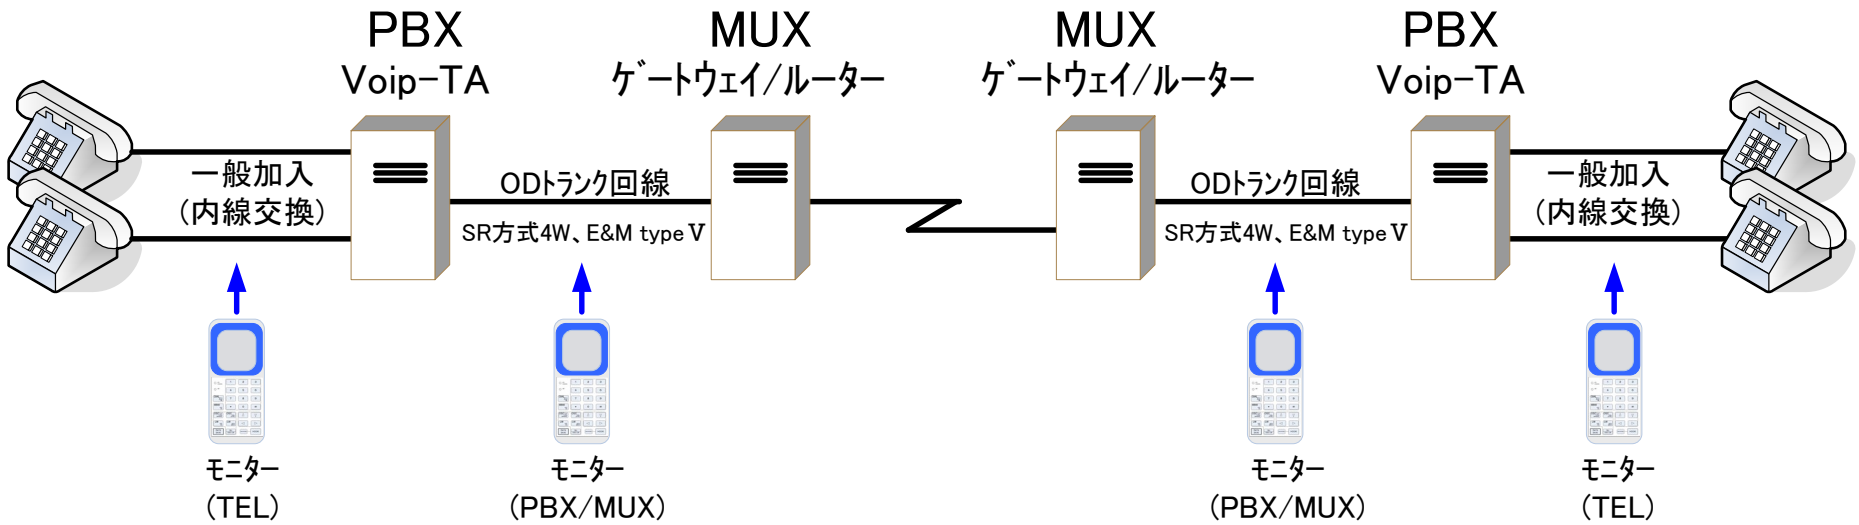 PBX
Voip-TA
MUX
ゲートウェイ/ルーター
MUX
ゲートウェイ/ルーター
PBX
Voip-TA
一般加入
(内線交換)
ODトランク回線
SR方式4W、E&M type V
ODトランク回線
SR方式4W、E&M type V
一般加入
(内線交換)
モニター
(TEL)
モニター
(PBX/MUX)
モニター
(PBX/MUX)
モニター
(TEL)